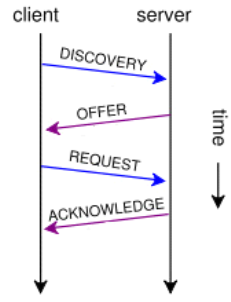 client server
DISCOVERY
OFFER
time
REQUEST
ACKNOWLEDGE